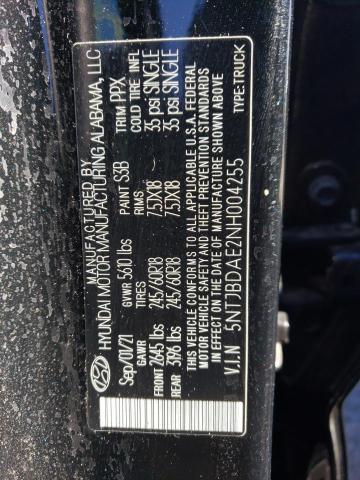 MANUFACTURED BY
HYUNDAI MOTOR MANUFACTURING ALABAMA, LLC
Sep/07/21 GVWR 5601 lbs PAINT S3B TRIM PPX
GAWR RIMS COLD TIRE INFL
FRONT 2645 lbs 245/60R18 7.5JX18 35 psi SINGLE
REAR 3196 lbs 245/60R18 7.5JX18 35 psi SINGLE
THIS VEHICLE CONFORMS TO ALL APPLICABLE U.S.A. FEDERAL
MOTOR VEHICLE SAFETY AND THEFT PREVENTION STANDARDS
IN EFFECT ON THE DATE OF MANUFACTURE SHOWN ABOVE
V.I.N 5NTJBDAE2NH004255 TYPE:TRUCK